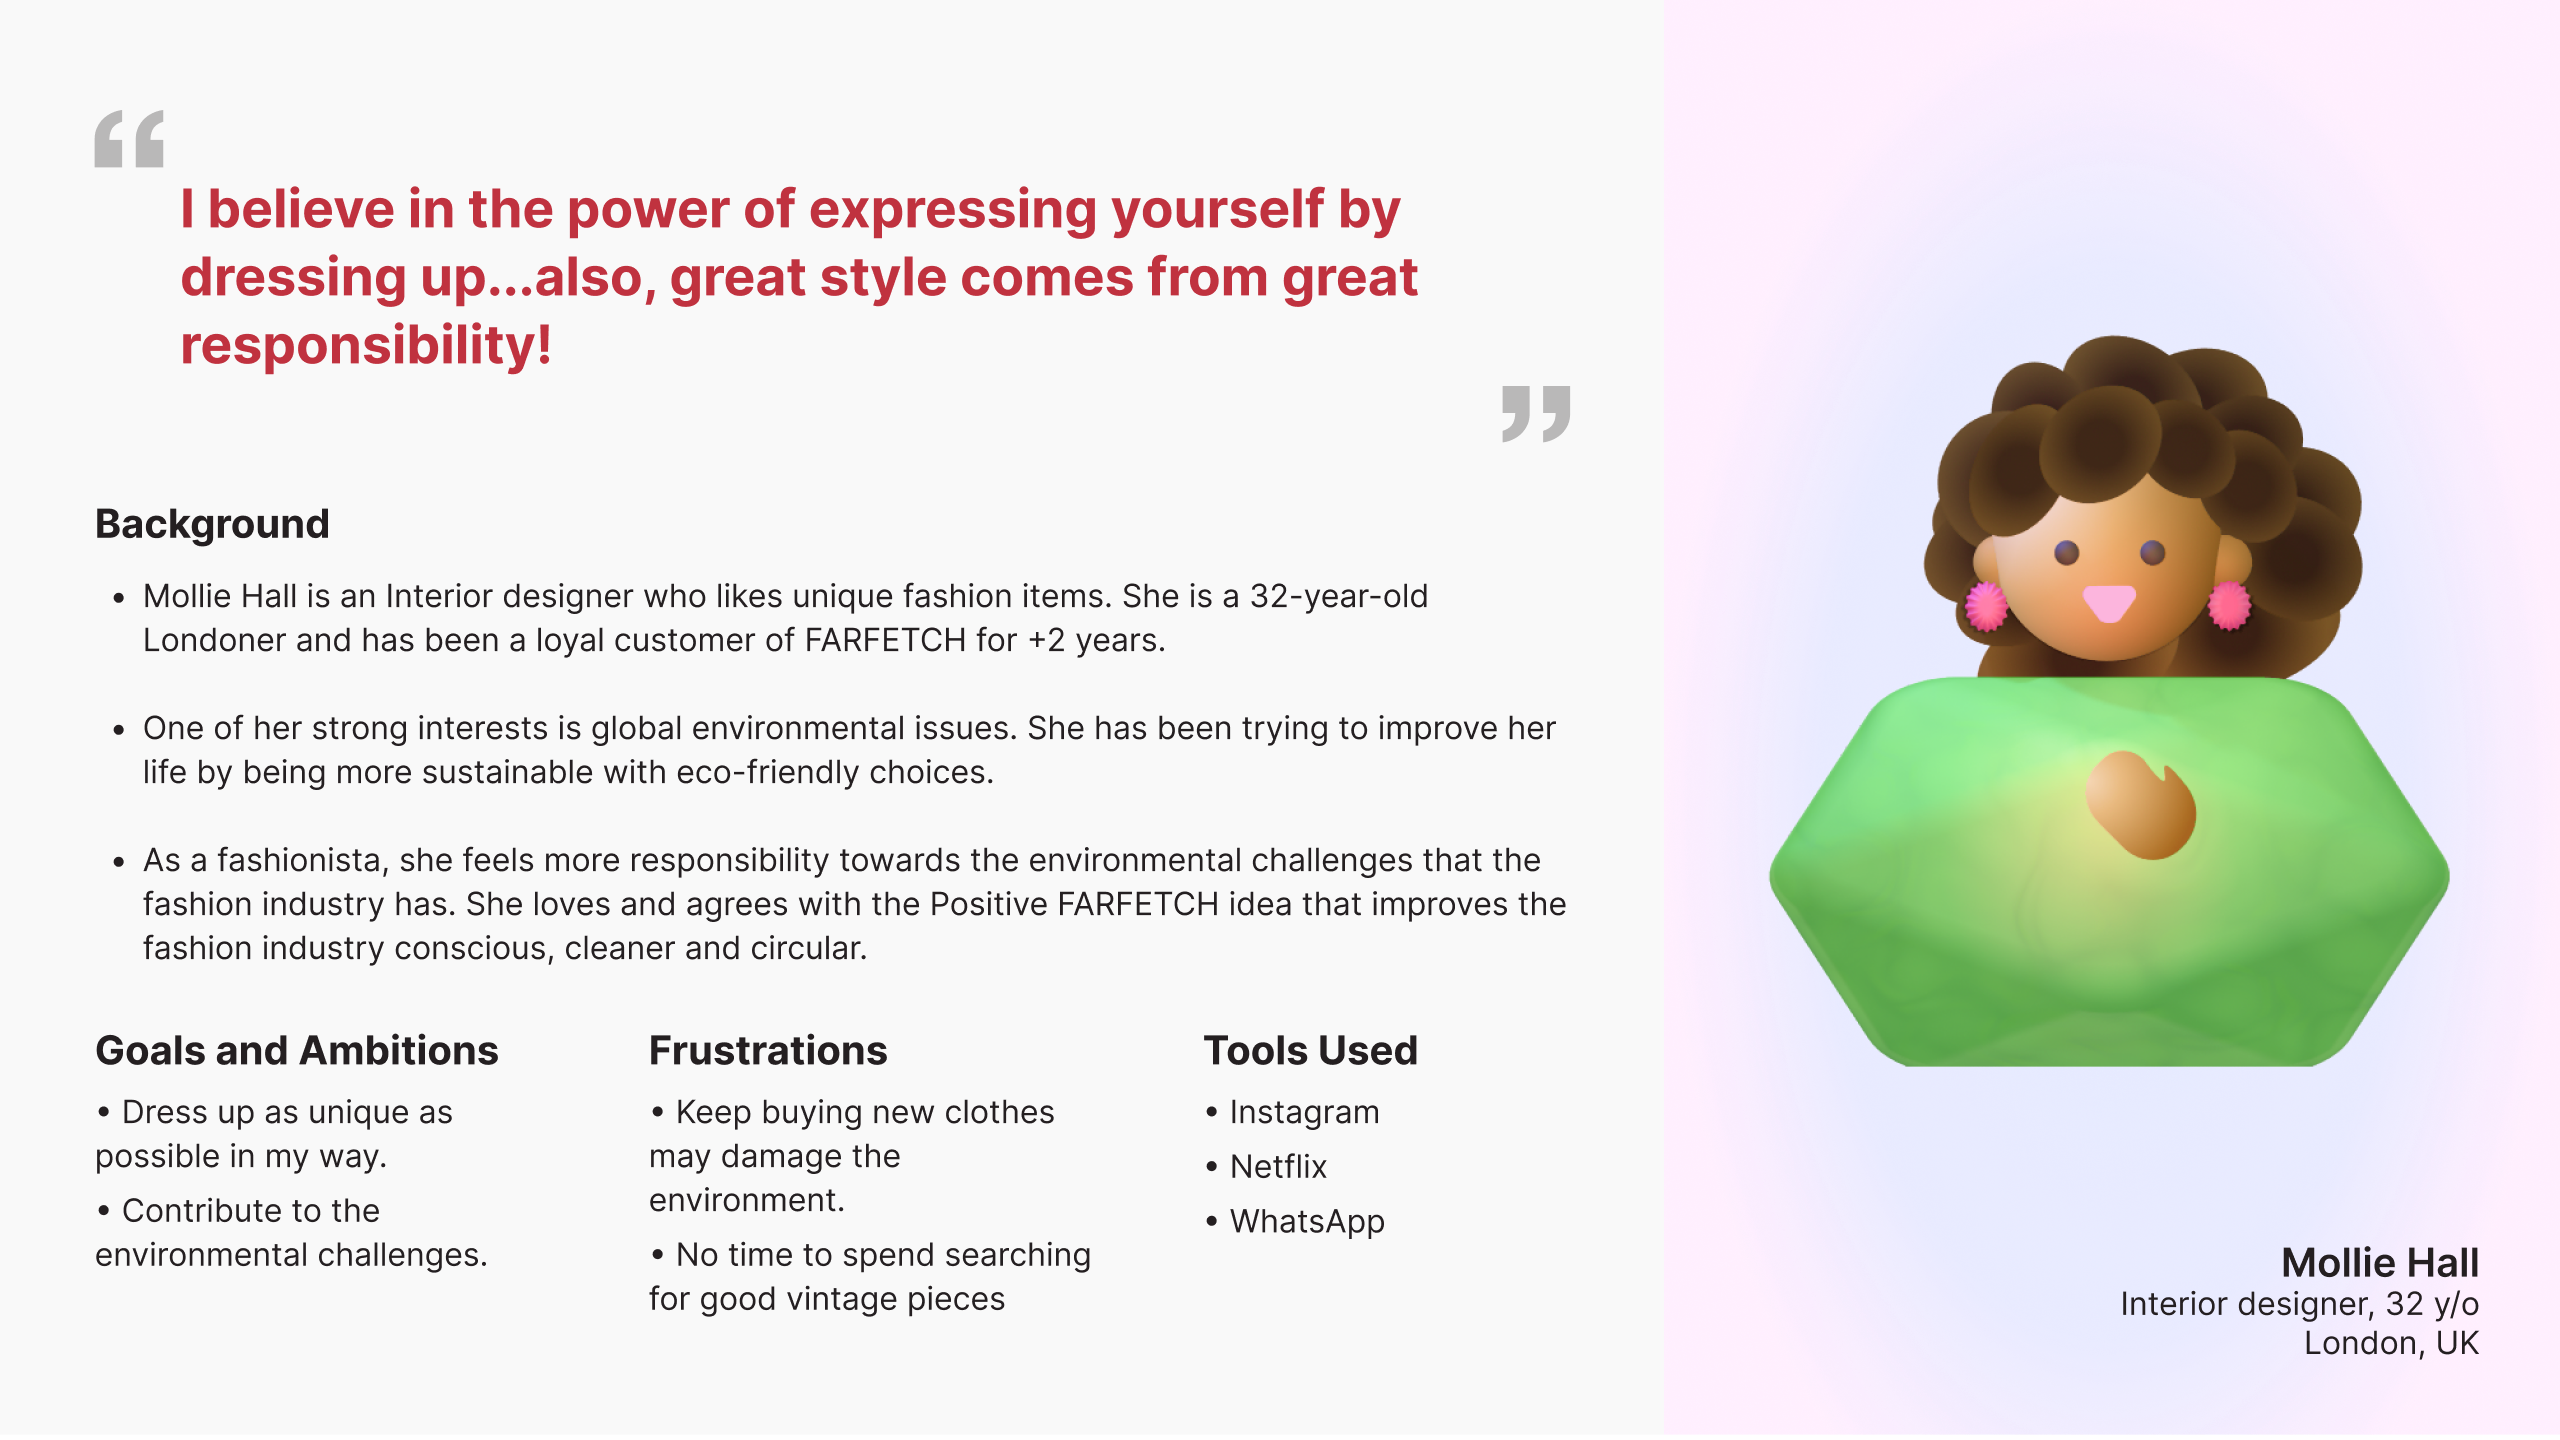 “
I believe in the power of expressing yourself by
dressing up...also, great style comes from great
responsibility!
”
Background
• Mollie Hall is an Interior designer who likes unique fashion items. She is a 32-year-old
Londoner and has been a loyal customer of FARFETCH for +2 years.
• One of her strong interests is global environmental issues. She has been trying to improve her
life by being more sustainable with eco-friendly choices.
• As a fashionista, she feels more responsibility towards the environmental challenges that the
fashion industry has. She loves and agrees with the Positive FARFETCH idea that improves the
fashion industry conscious, cleaner and circular.
Goals and Ambitions
• Dress up as unique as
possible in my way.
• Contribute to the
environmental challenges.
Frustrations
• Keep buying new clothes
may damage the
environment.
• No time to spend searching
for good vintage pieces
Tools Used
• Instagram
• Netflix
• WhatsApp
Mollie Hall
Interior designer, 32 y/o
London, UK